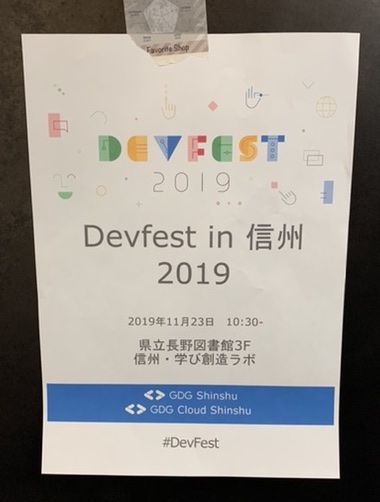 Favorite Shop
DEVFEST
2019
Devfest in 信州
2019
2019年11月23日 10:30-
県立長野図書館3F
信州・学び創造ラボ
<> GDG Shinshu
<> GDG Cloud Shinshu
#DevFest